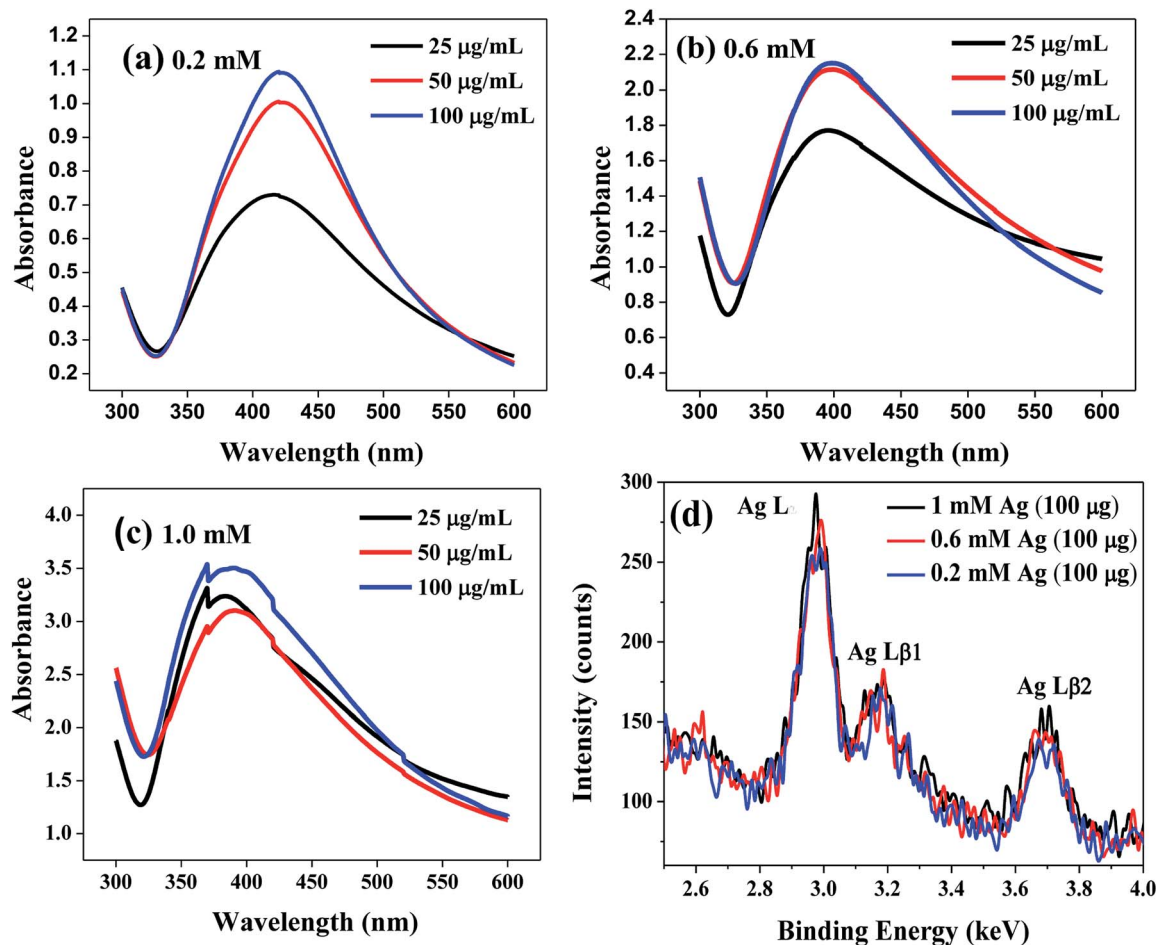 (a) 0.2 mM
25 µg/mL
50 µg/mL
100 µg/mL
1.2
1.1
1.0
0.9
0.8
0.7
0.6
0.5
0.4
0.3
0.2
Absorbance
300 350 400 450 500 550 600
Wavelength (nm)
(b) 0.6 mM
25 µg/mL
50 µg/mL
100 µg/mL
2.4
2.2
2.0
1.8
1.6
1.4
1.2
1.0
0.8
0.6
0.4
Absorbance
300 350 400 450 500 550 600
Wavelength (nm)
(c) 1.0 mM
25 µg/mL
50 µg/mL
100 µg/mL
4.0
3.5
3.0
2.5
2.0
1.5
1.0
Absorbance
300 350 400 450 500 550 600
Wavelength (nm)
(d)
1 mM Ag (100 µg)
0.6 mM Ag (100 µg)
0.2 mM Ag (100 µg)
Ag L
Ag Lβ1
Ag Lβ2
300
250
200
150
100
Intensity (counts)
2.6 2.8 3.0 3.2 3.4 3.6 3.8 4.0
Binding Energy (keV)